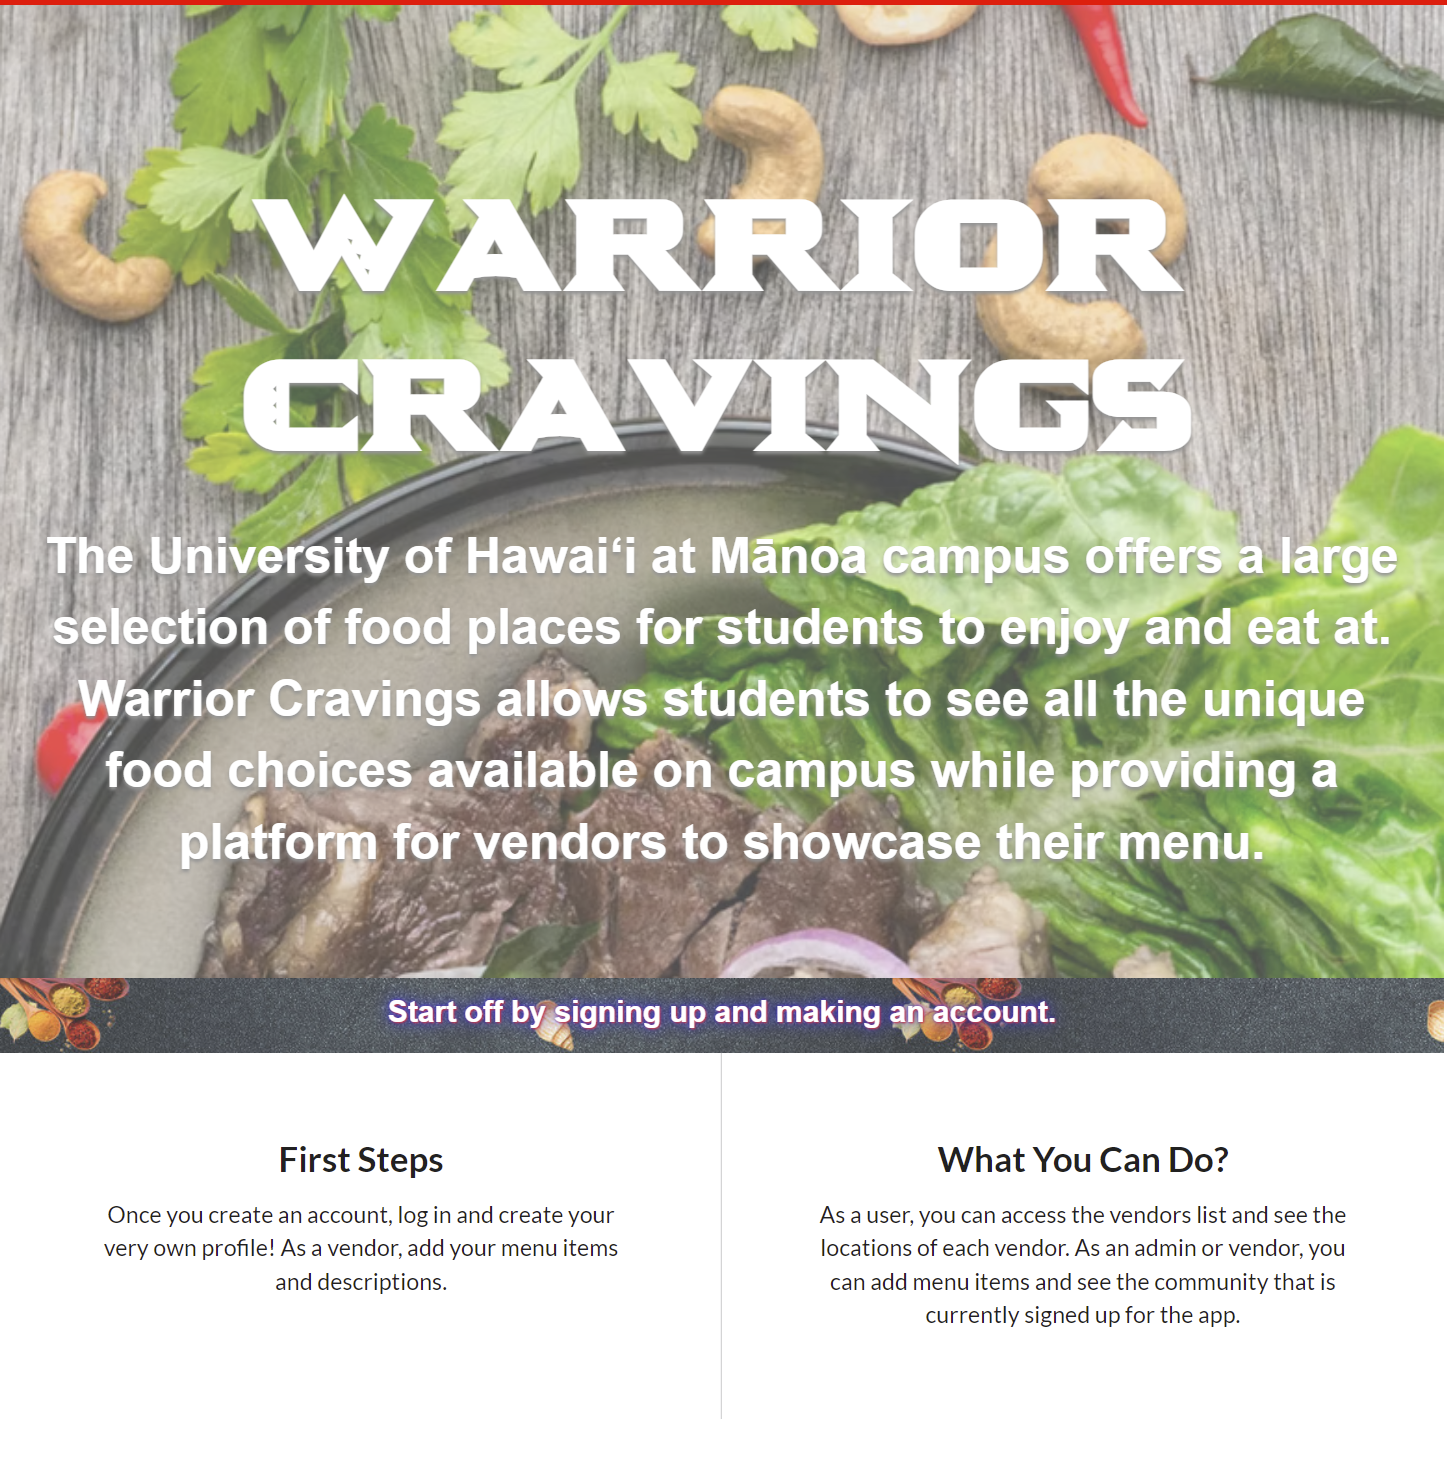 WARRIOR
CRAVINGS
The University of Hawaiʻi at Mānoa campus offers a large
selection of food places for students to enjoy and eat at.
Warrior Cravings allows students to see all the unique
food choices available on campus while providing a
platform for vendors to showcase their menu.
Start off by signing up and making an account.
First Steps
Once you create an account, log in and create your
very own profile! As a vendor, add your menu items
and descriptions.
What You Can Do?
As a user, you can access the vendors list and see the
locations of each vendor. As an admin or vendor, you
can add menu items and see the community that is
currently signed up for the app.